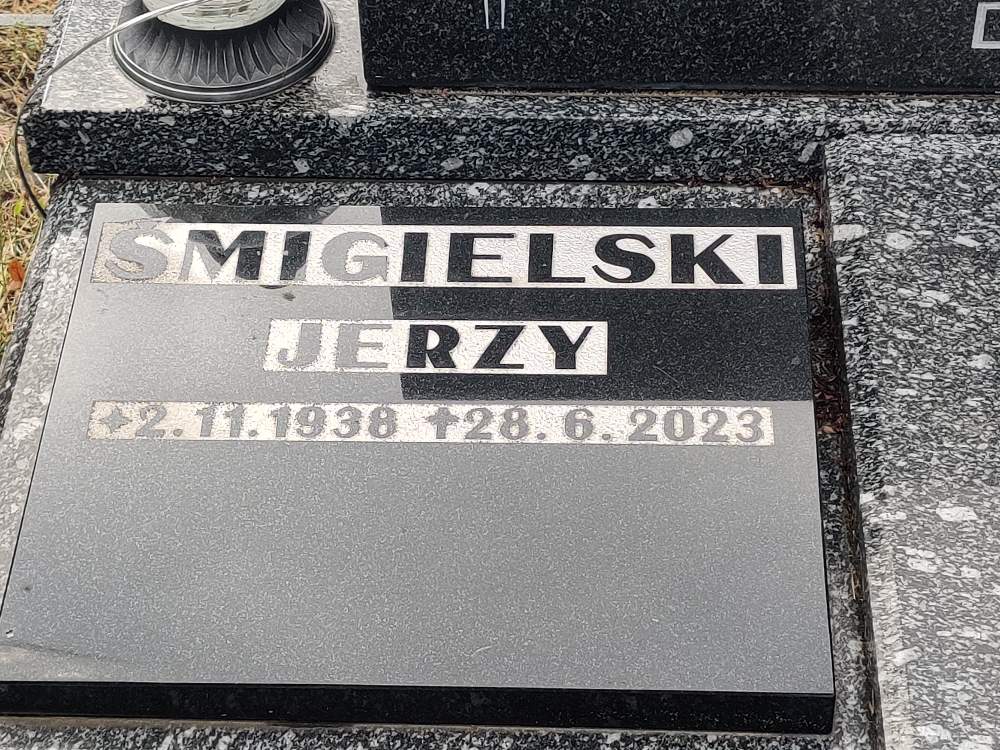 ŚMIGIELSKI
JERZY
✦2.11.1938 ✝28.6.2023